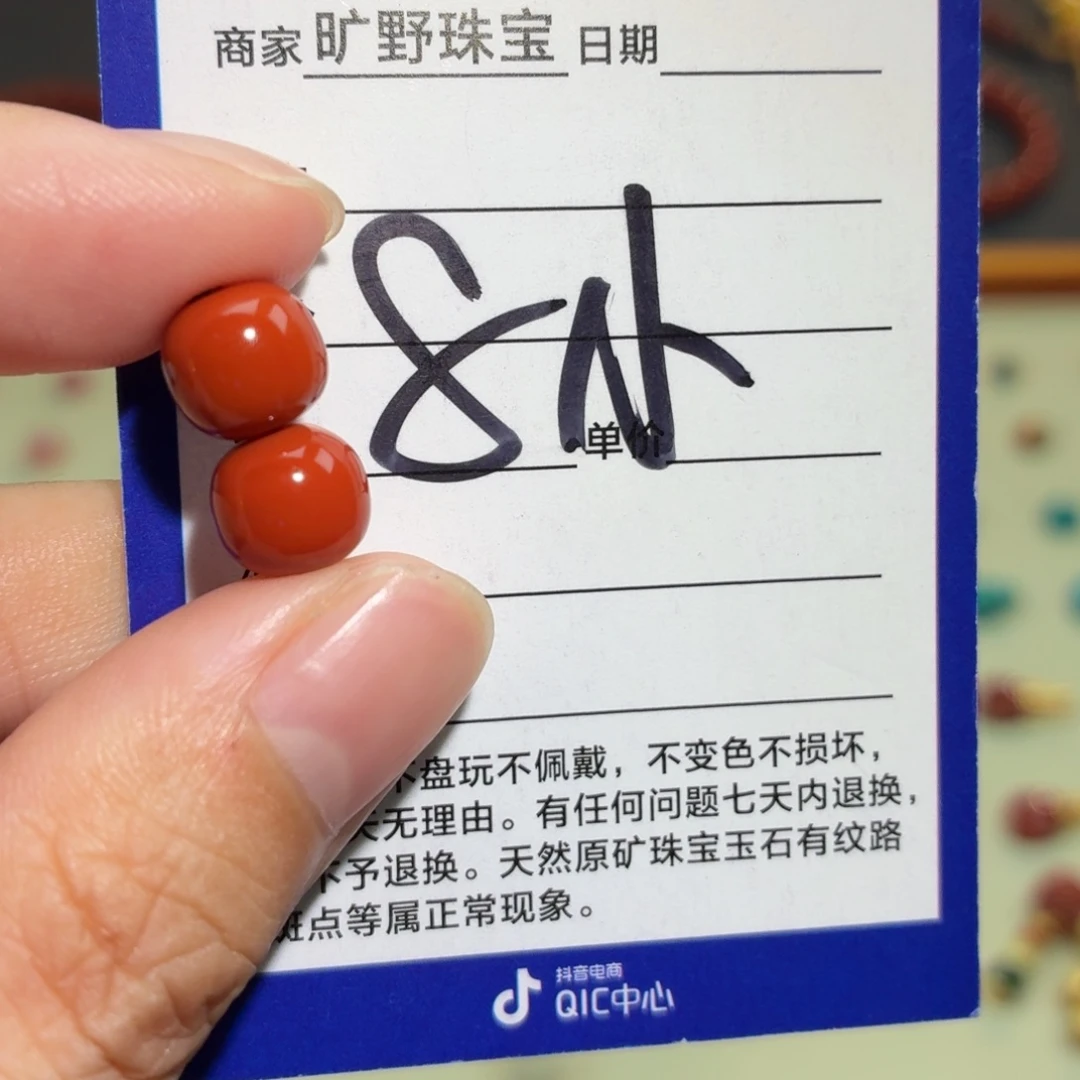 商家 旷野珠宝 日期
单价
不盘玩不佩戴，不变色不损坏，
天无理由。有任何问题七天内退换，
不予退换。天然原矿珠宝玉石有纹路
斑点等属正常现象。
抖音电商
QIC中心